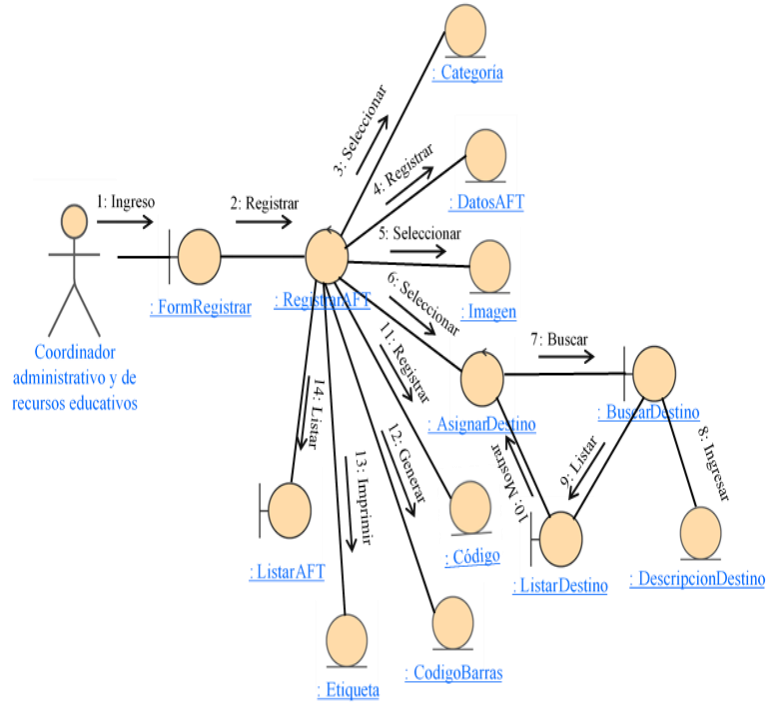 : Categoría
3: Seleccionar
4: Registrar
: DatosAFT
1: Ingreso
2: Registrar
5: Seleccionar
: FormRegistrar
: RegistrarAFT
6: Seleccionar
: Imagen
Coordinador
administrativo y de
recursos educativos
11: Registrar
7: Buscar
14: Listar
: AsignarDestino
: BuscarDestino
12: Generar
13: Imprimir
10: Mostrar
9: Listar
8: Ingresar
: ListarAFT
: Código
: ListarDestino
: DescripcionDestino
: Etiqueta
: CodigoBarras